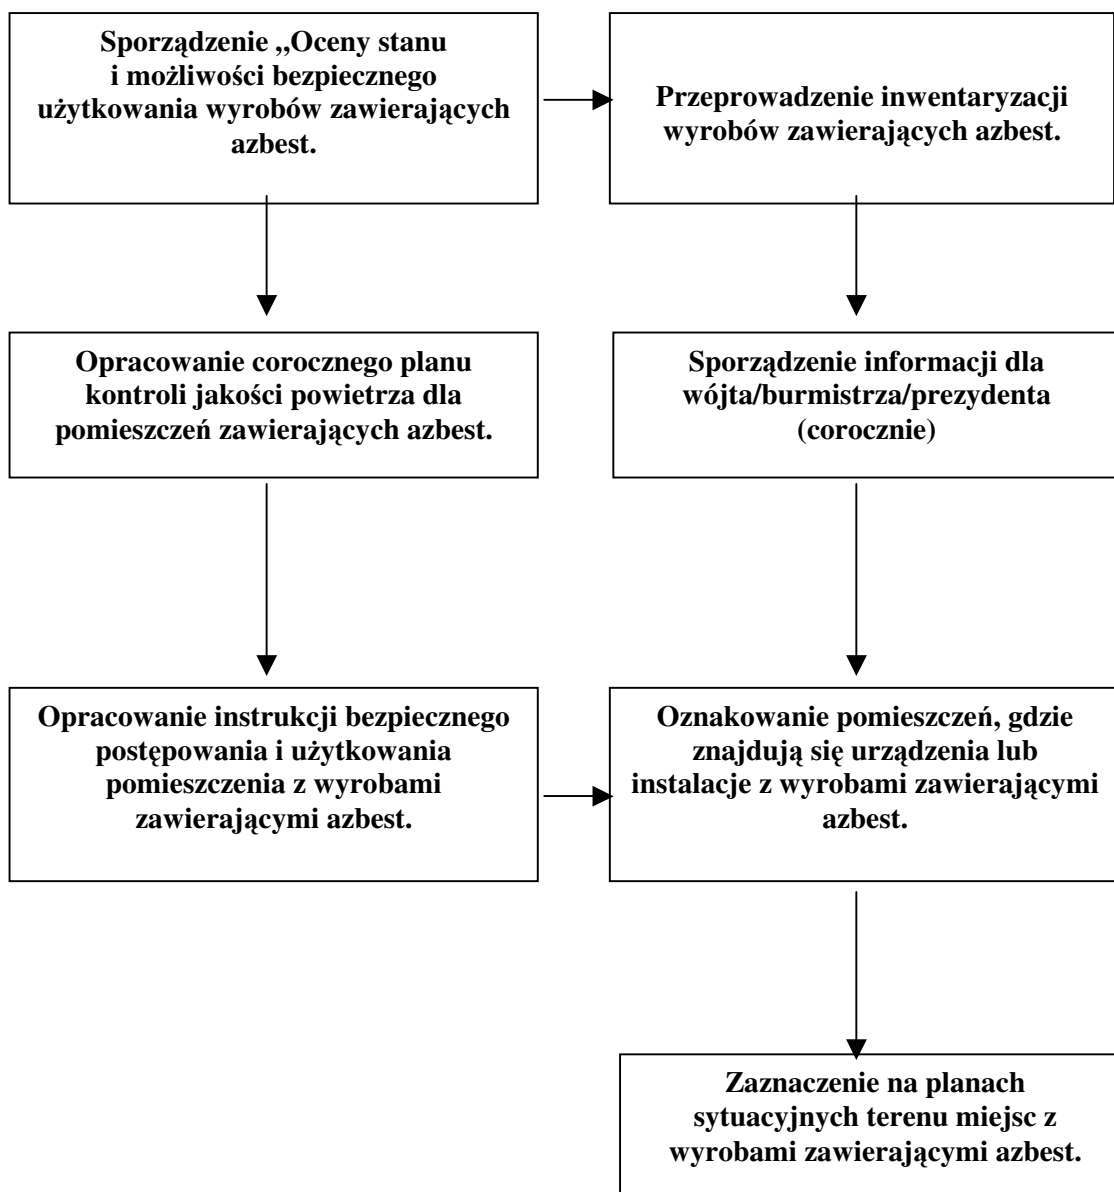 Sporządzenie „Oceny stanu
i możliwości bezpiecznego
użytkowania wyrobów zawierających
azbest.
Przeprowadzenie inwentaryzacji
wyrobów zawierających azbest.
Opracowanie corocznego planu
kontroli jakości powietrza dla
pomieszczeń zawierających azbest.
Sporządzenie informacji dla
wójta/burmistrza/prezydenta
(corocznie)
Opracowanie instrukcji bezpiecznego
postępowania i użytkowania
pomieszczenia z wyrobami
zawierającymi azbest.
Oznakowanie pomieszczeń, gdzie
znajdują się urządzenia lub
instalacje z wyrobami zawierającymi
azbest.
Zaznaczenie na planach
sytuacyjnych terenu miejsc z
wyrobami zawierającymi azbest.